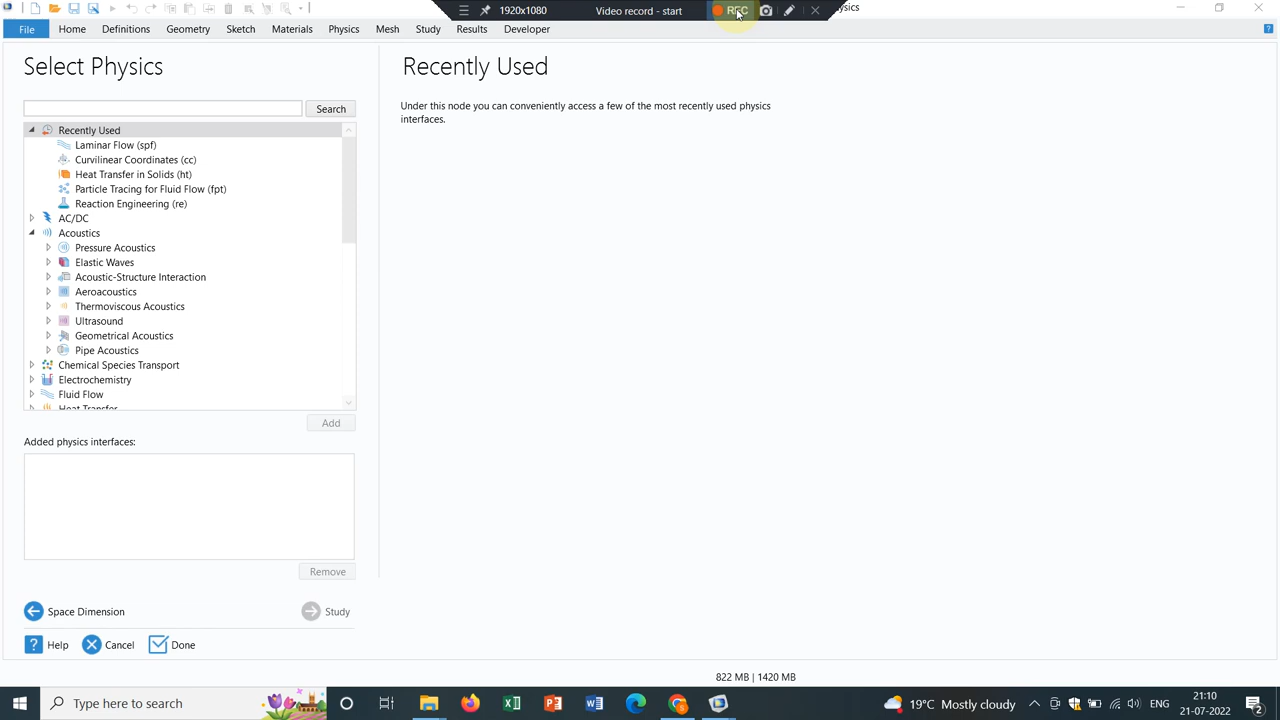 1920x1080
Video record - start
REC
ysics
File
Home
Definitions
Geometry
Sketch
Materials
Physics
Mesh
Study
Results
Developer
?
Select Physics
Recently Used
Search
Under this node you can conveniently access a few of the most recently used physics
interfaces.
Recently Used
Laminar Flow (spf)
Curvilinear Coordinates (cc)
Heat Transfer in Solids (ht)
Particle Tracing for Fluid Flow (fpt)
Reaction Engineering (re)
AC/DC
Acoustics
Pressure Acoustics
Elastic Waves
Acoustic-Structure Interaction
Aeroacoustics
Thermoviscous Acoustics
Ultrasound
Geometrical Acoustics
Pipe Acoustics
Chemical Species Transport
Electrochemistry
Fluid Flow
Heat Transfer
Add
Added physics interfaces:
Remove
Space Dimension
Study
? Help
Cancel
Done
822 MB | 1420 MB
Type here to search
19°C Mostly cloudy
ENG
21:10
21-07-2022
2